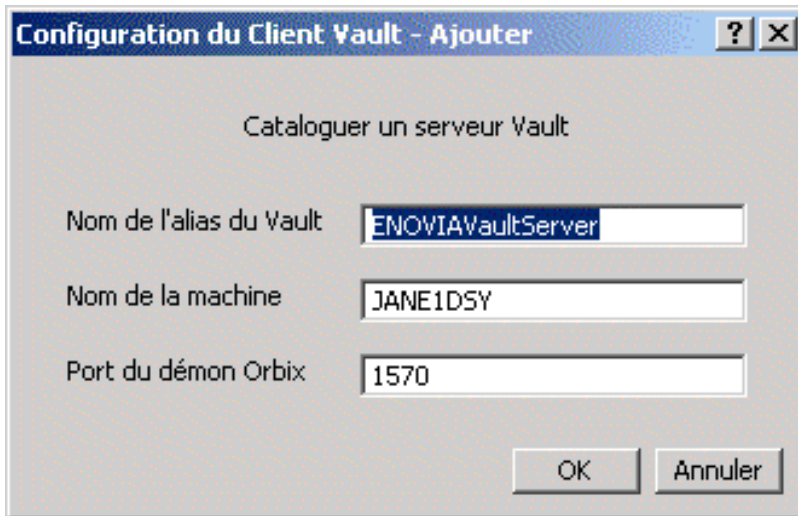 Configuration du Client Vault - Ajouter
Cataloguer un serveur Vault
Nom de l'alias du Vault ENOVIAVaultServer
Nom de la machine JANE1DSY
Port du démon Orbix 1570
OK Annuler